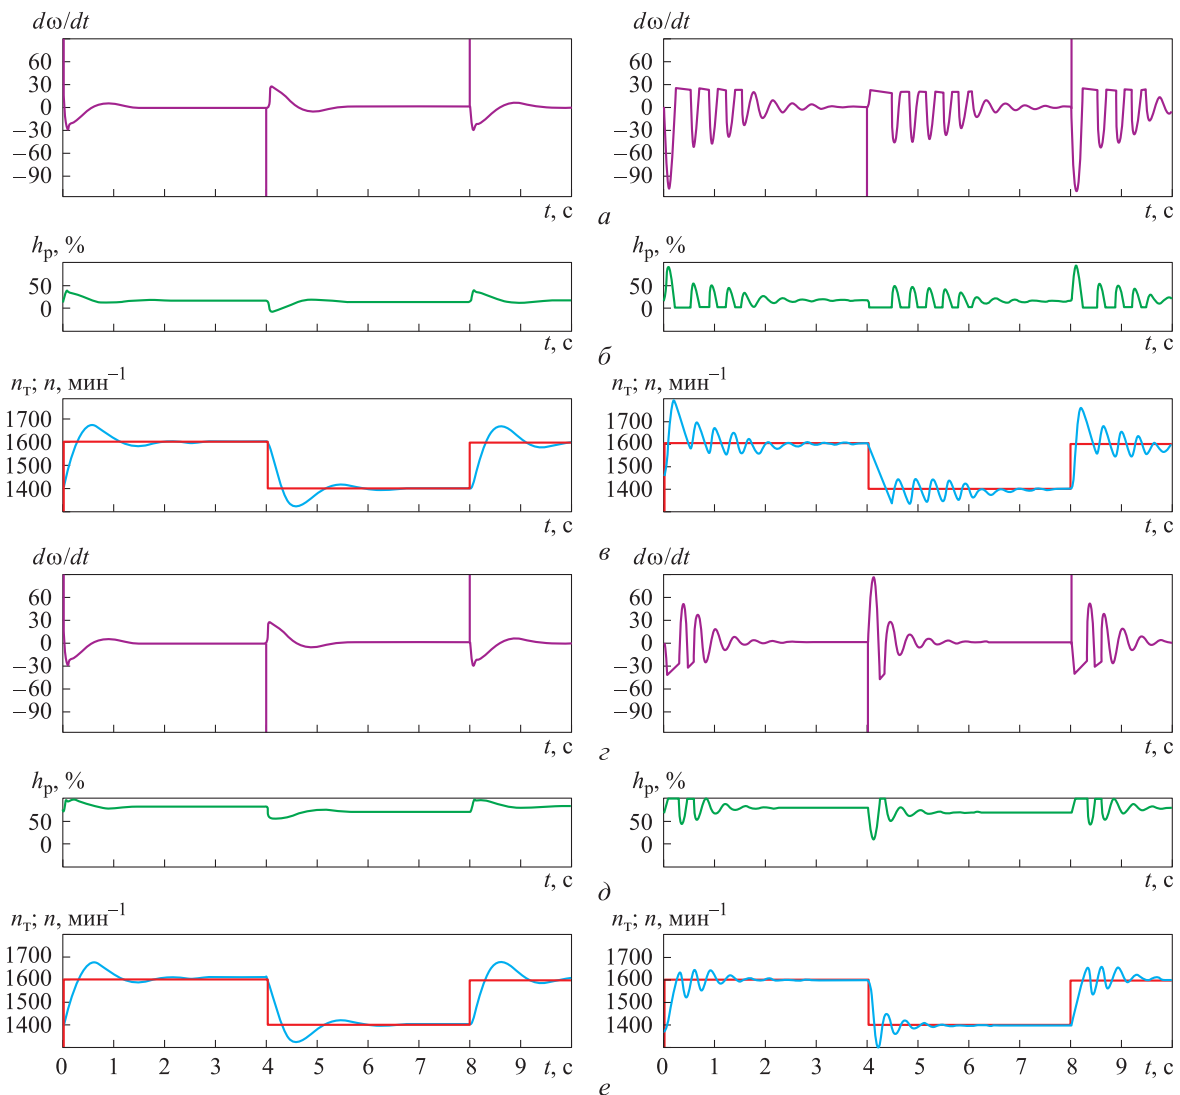 dω/dt dω/dt
60 60
30 30
0 0
−30 −30
−60 −60
−90 −90
t, с t, с
а
hр, % hр, %
50 50
0 0
t, с t, с
б
nт; n, мин−1 nт; n, мин−1
1700 1700
1600 1600
1500 1500
1400 1400
t, с t, с
в
dω/dt dω/dt
60 60
30 30
0 0
−30 −30
−60 −60
−90 −90
t, с t, с
г
hр, % hр, %
50 50
0 0
t, с t, с
д
nт; n, мин−1 nт; n, мин−1
1700 1700
1600 1600
1500 1500
1400 1400
0 1 2 3 4 5 6 7 8 9 t, с 0 1 2 3 4 5 6 7 8 9 t, с
е